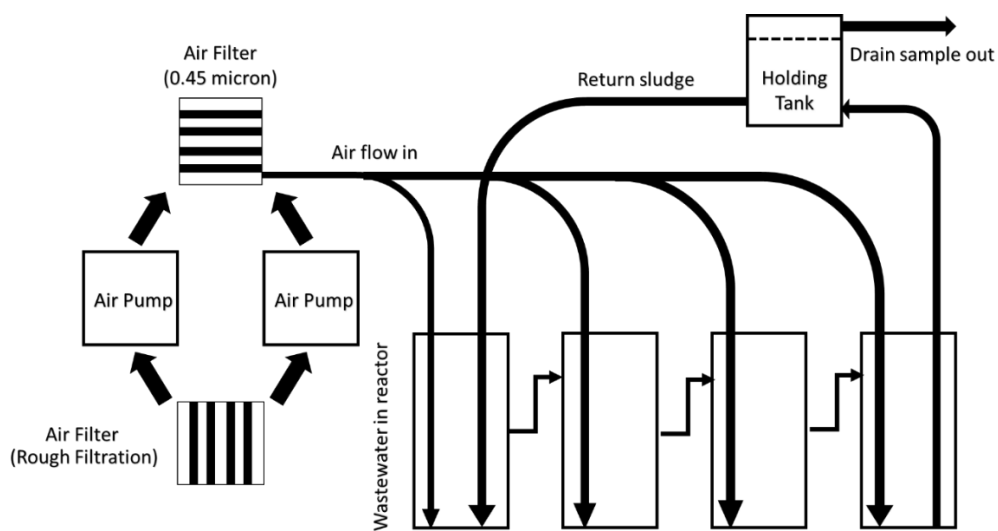 Air Filter
(0.45 micron)
Air flow in
Return sludge
Holding
Tank
Drain sample out
Air Pump
Air Pump
Air Filter
(Rough Filtration)
Wastewater in reactor